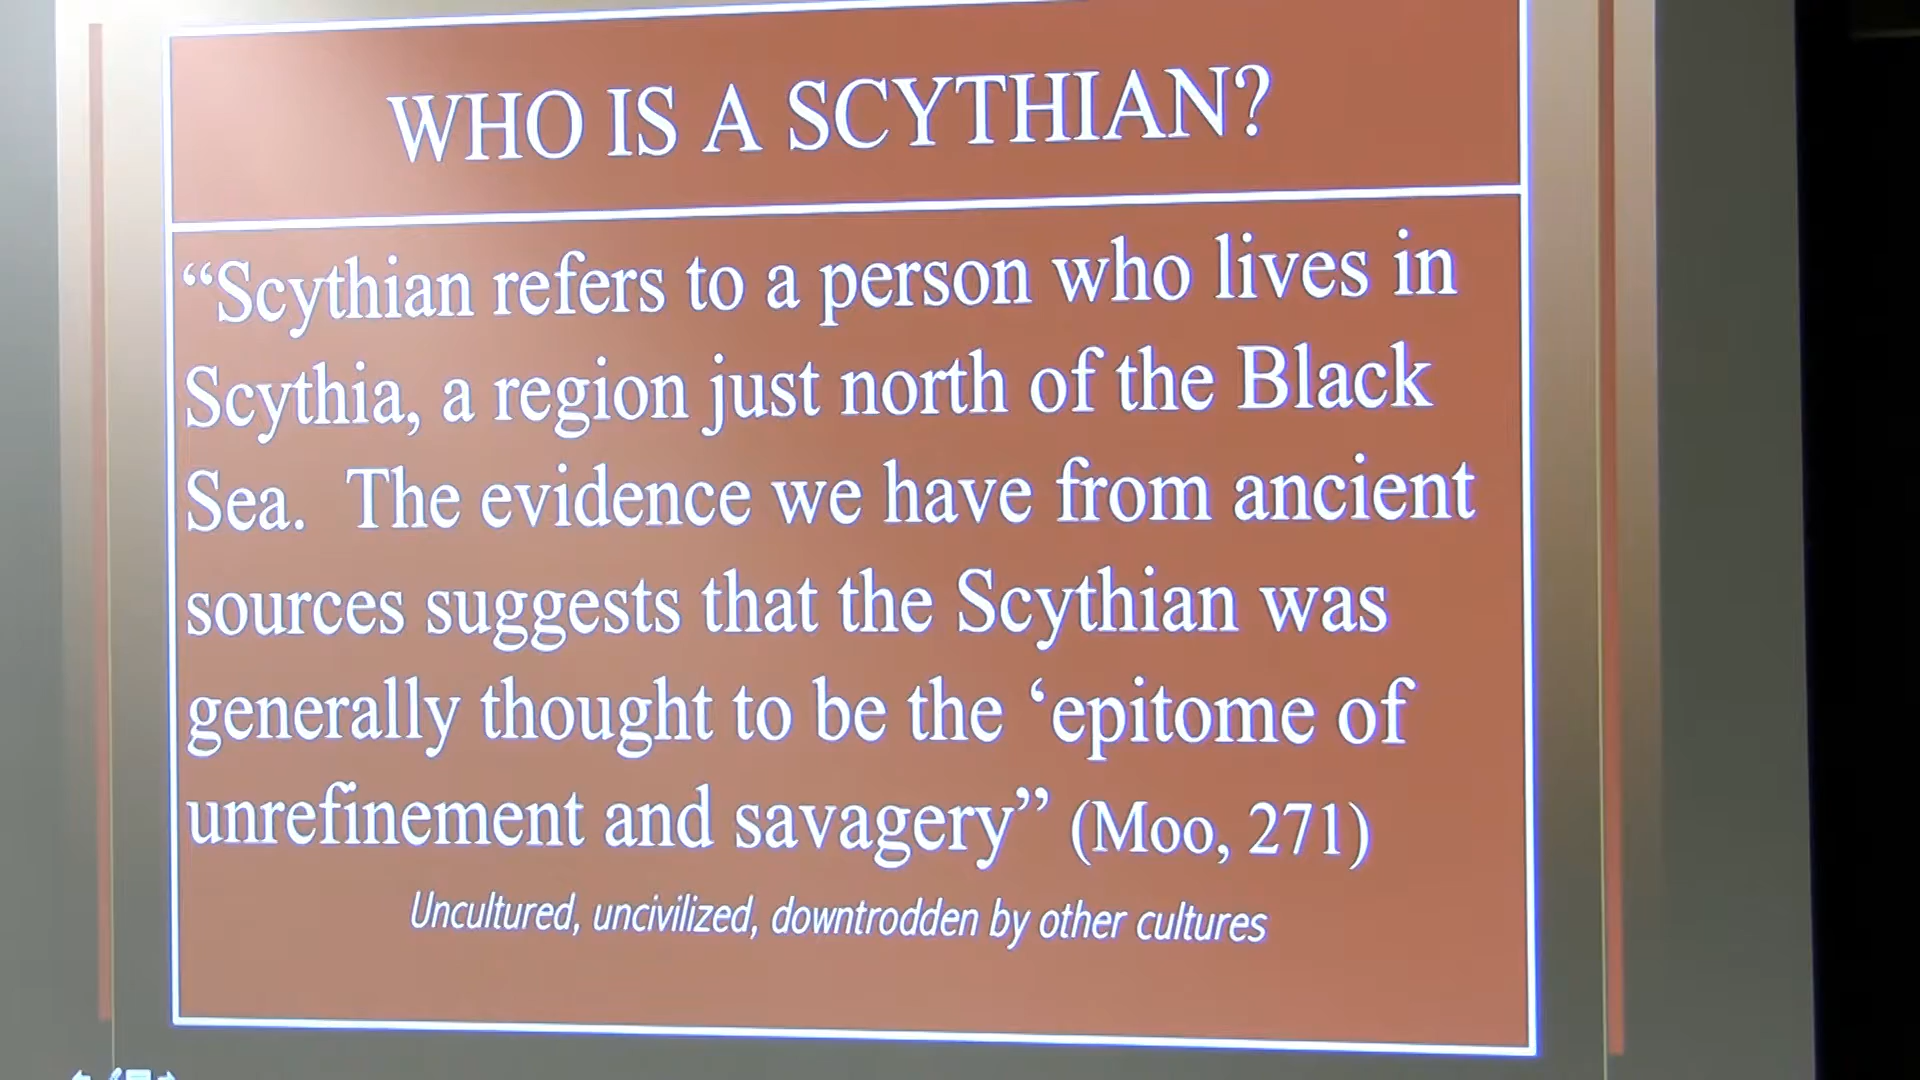 WHO IS A SCYTHIAN?
“Scythian refers to a person who lives in
Scythia, a region just north of the Black
Sea.  The evidence we have from ancient
sources suggests that the Scythian was
generally thought to be the ‘epitome of
unrefinement and savagery” (Moo, 271)
Uncultured, uncivilized, downtrodden by other cultures